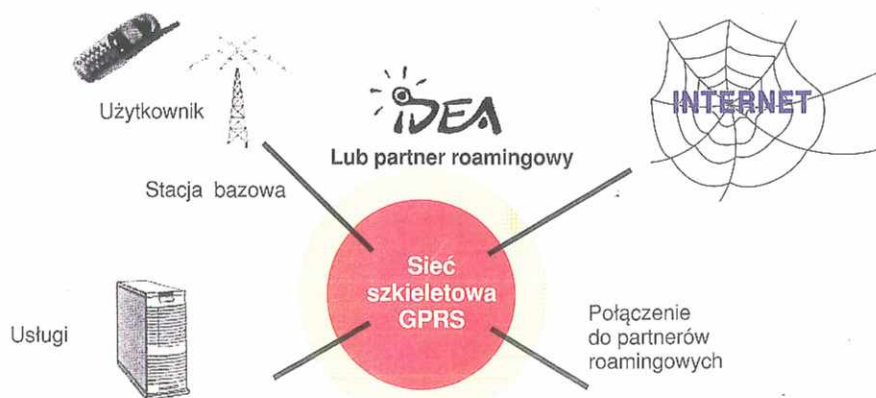 Użytkownik
iDEA
Lub partner roamingowy
INTERNET
Stacja bazowa
Sieć
szkieletowa
GPRS
Usługi
Połączenie
do partnerów
roamingowych